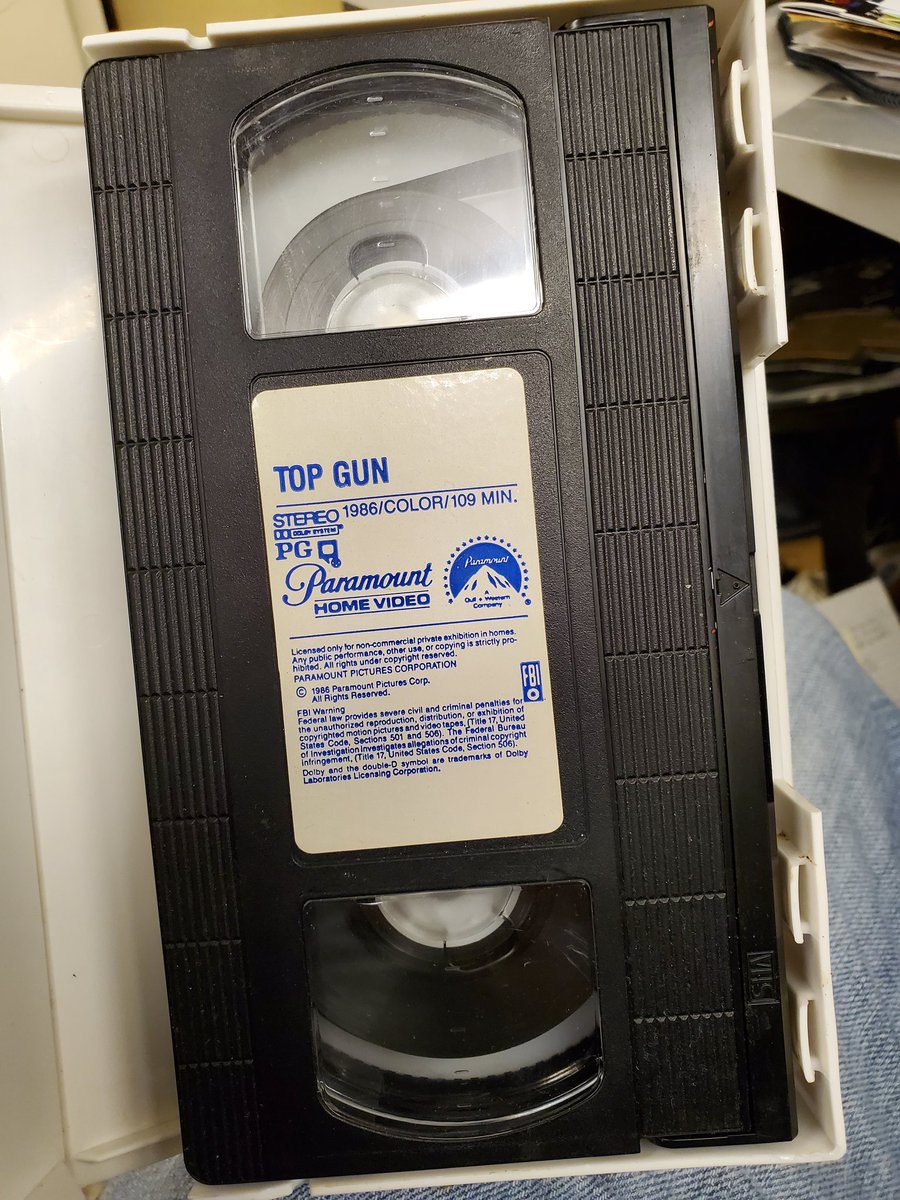 TOP GUN
STEREO 1986/COLOR/109 MIN.
DOLBY SYSTEM
PG
Paramount
HOME VIDEO
Paramount
A
Gulf + Western
Company
Licensed only for non-commercial private exhibition in homes.
Any public performance, other use, or copying is strictly pro-
hibited. All rights under copyright reserved.
PARAMOUNT PICTURES CORPORATION
© 1986 Paramount Pictures Corp.
All Rights Reserved.
FBI
FBI Warning
Federal law provides severe civil and criminal penalties for
the unauthorized reproduction, distribution, or exhibition of
copyrighted motion pictures and video tapes. (Title 17, United
States Code, Sections 501 and 506). The Federal Bureau
of Investigation investigates allegations of criminal copyright
infringement, (Title 17, United States Code, Section 506).
Dolby and the double-D symbol are trademarks of Dolby
Laboratories Licensing Corporation.
VHS